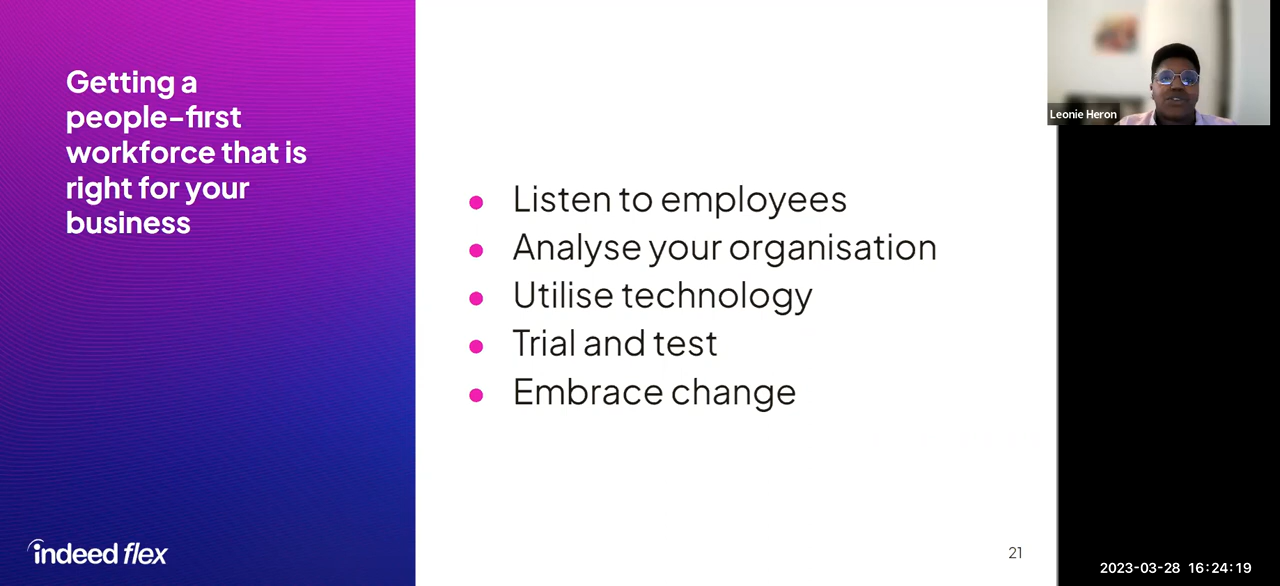 Getting a
people-first
workforce that is
right for your
business
Listen to employees
Analyse your organisation
Utilise technology
Trial and test
Embrace change
indeed flex
21
Leonie Heron
2023-03-28 16:24:19